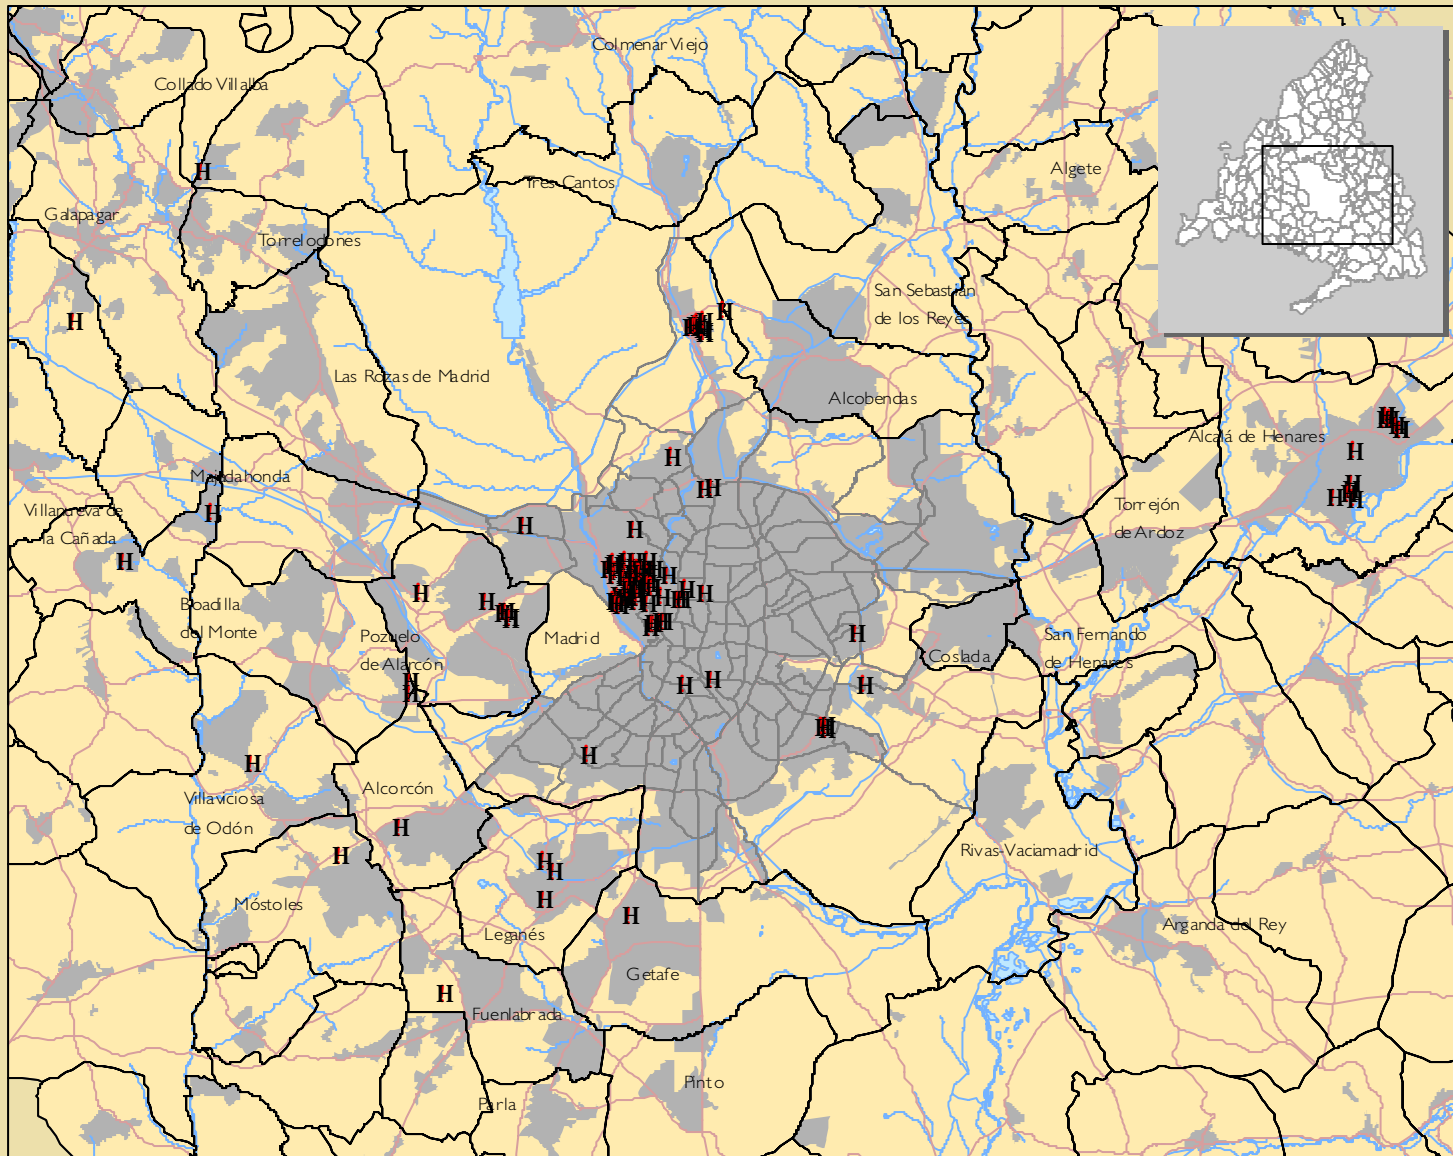 Colmenar Viejo
Collado Villalba
H
Algete
Tres Cantos
Galapagar
Torrelodones
San Sebastián
de los Reyes
H
H
H
Las Rozas de Madrid
Alcobendas
Alcalá de Henares
H
H
H
H
Majadahonda
H
H
H
Villanueva de
la Cañada
H
H
H
Torrejón
de Ardoz
H
H
H
H
H
H
Boadilla
del Monte
Pozuelo
de Alarcón
Madrid
H
H
San Fernando
de Henares
Coslada
H
H
H
H
H
H
H
H
Villaviciosa
de Odón
Alcorcón
H
H
H
H
H
Rivas-Vaciamadrid
Móstoles
H
Leganés
Arganda del Rey
Getafe
H
Fuenlabrada
Pinto
Parla